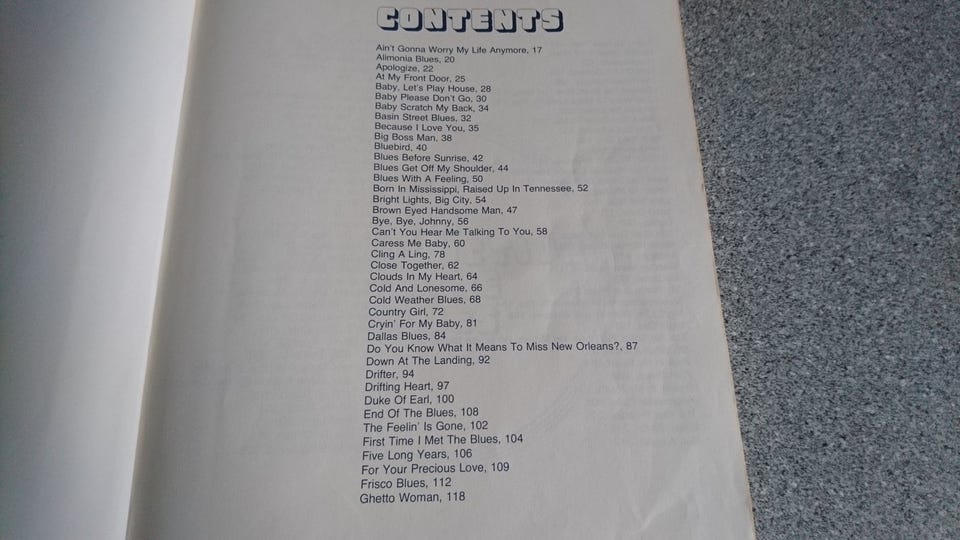 CONTENTS
Ain't Gonna Worry My Life Anymore, 17
Alimonia Blues, 20
Apologize, 22
At My Front Door, 25
Baby, Let's Play House, 28
Baby Please Don't Go, 30
Baby Scratch My Back, 34
Basin Street Blues, 32
Because I Love You, 35
Big Boss Man, 38
Bluebird, 40
Blues Before Sunrise, 42
Blues Get Off My Shoulder, 44
Blues With A Feeling, 50
Born In Mississippi, Raised Up In Tennessee, 52
Bright Lights, Big City, 54
Brown Eyed Handsome Man, 47
Bye, Bye, Johnny, 56
Can't You Hear Me Talking To You, 58
Caress Me Baby, 60
Cling A Ling, 78
Close Together, 62
Clouds In My Heart, 64
Cold And Lonesome, 66
Cold Weather Blues, 68
Country Girl, 72
Cryin' For My Baby, 81
Dallas Blues, 84
Do You Know What It Means To Miss New Orleans?, 87
Down At The Landing, 92
Drifter, 94
Drifting Heart, 97
Duke Of Earl, 100
End Of The Blues, 108
The Feelin' Is Gone, 102
First Time I Met The Blues, 104
Five Long Years, 106
For Your Precious Love, 109
Frisco Blues, 112
Ghetto Woman, 118